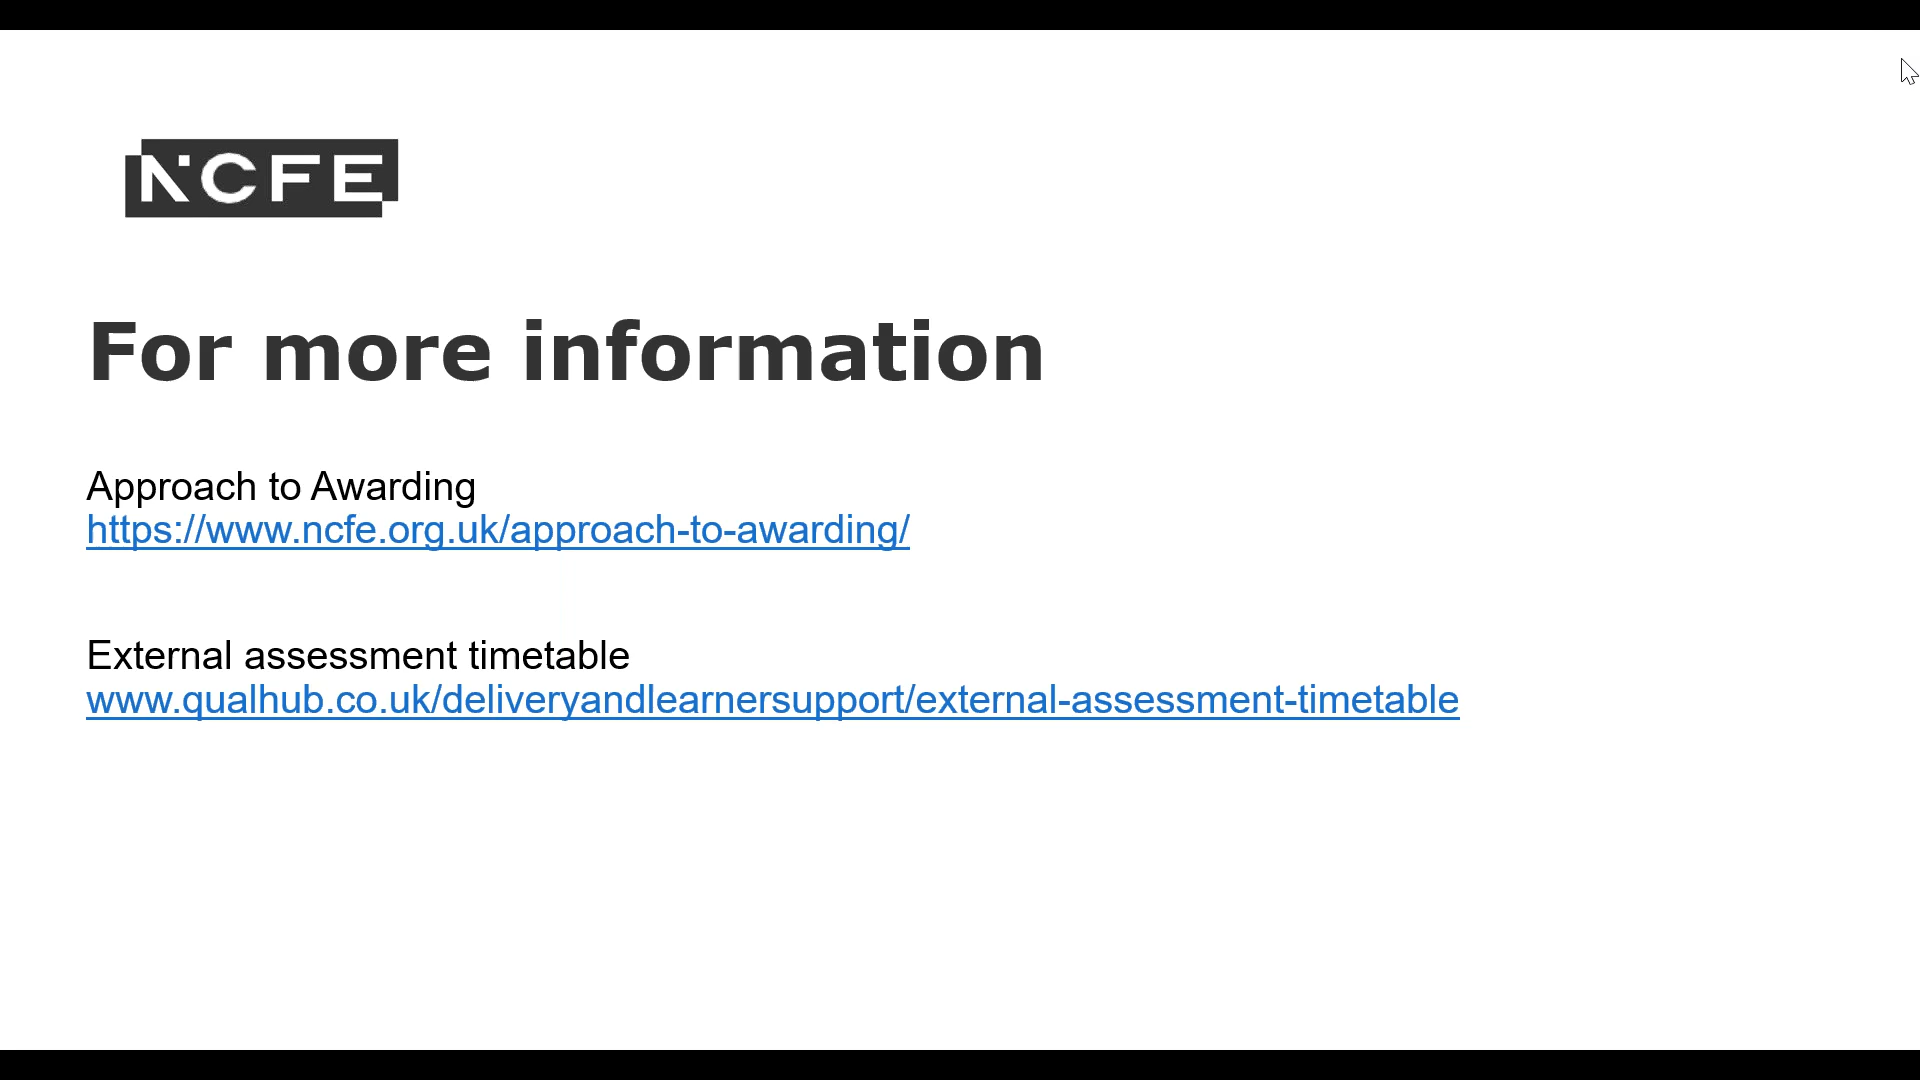 NCFE
For more information
Approach to Awarding
https://www.ncfe.org.uk/approach-to-awarding/
External assessment timetable
www.qualhub.co.uk/deliveryandlearnersupport/external-assessment-timetable